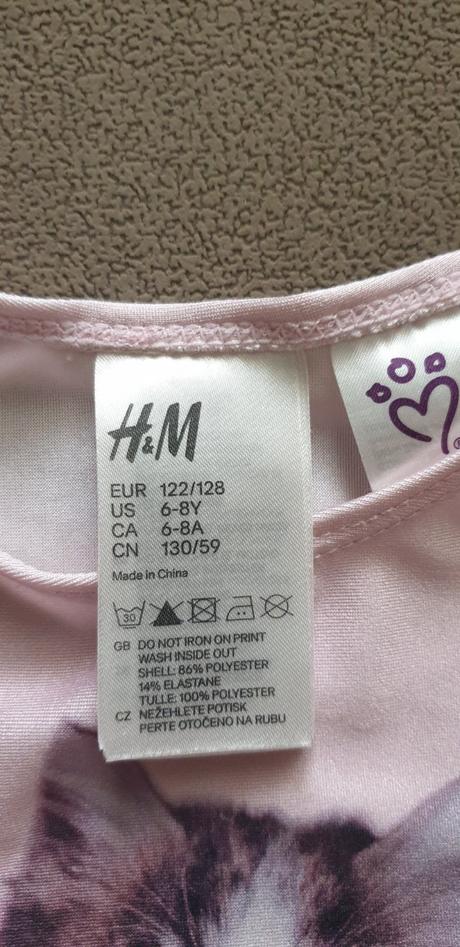 H&M
EUR 122/128
US 6-8Y
CA 6-8A
CN 130/59
Made in China
30
GB DO NOT IRON ON PRINT
WASH INSIDE OUT
SHELL: 86% POLYESTER
14% ELASTANE
TULLE: 100% POLYESTER
CZ NEŽEHLETE POTISK
PERTE OTOČENO NA RUBU
®